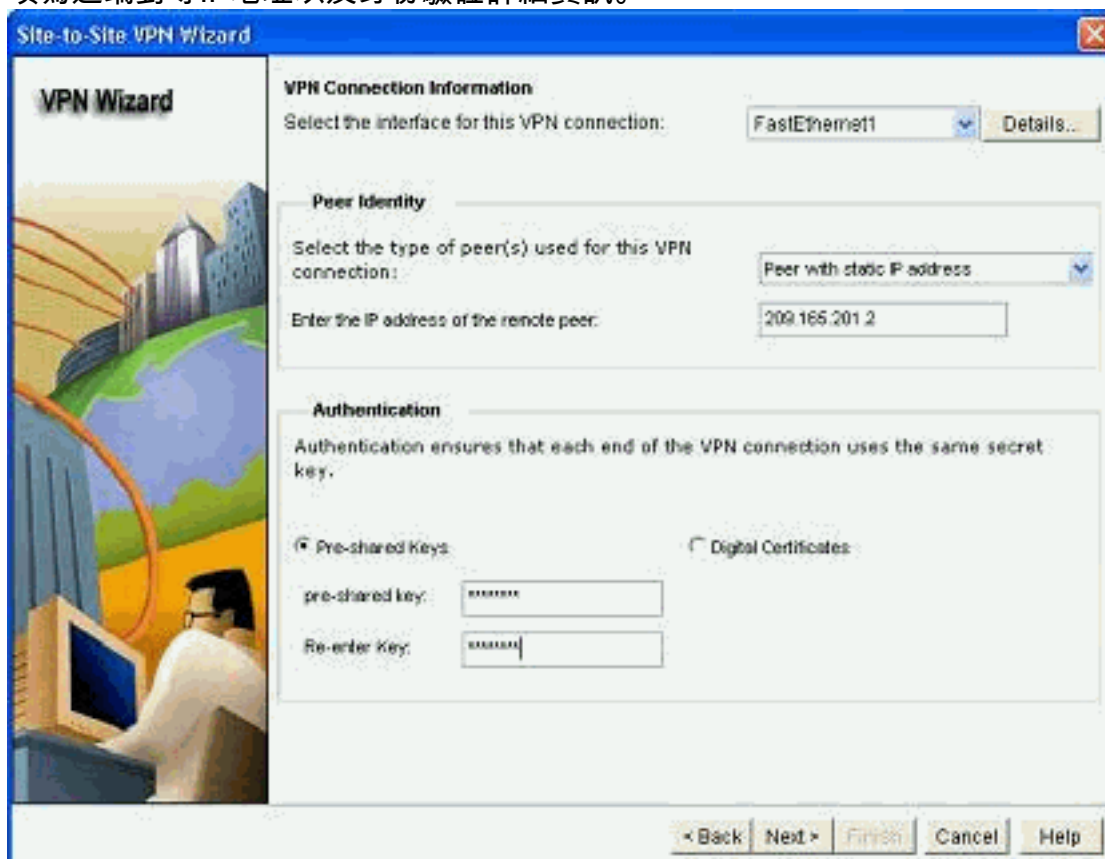 Site-to-Site VPN Wizard
VPN Wizard
VPN Connection Information
Select the interface for this VPN connection:
FastEthernet1
Details...
Peer Identity
Select the type of peer(s) used for this VPN
connection:
Peer with static IP address
Enter the IP address of the remote peer:
209.165.201.2
Authentication
Authentication ensures that each end of the VPN connection uses the same secret
key.
Pre-shared Keys
Digital Certificates
pre-shared key:
********
Re-enter Key:
********
< Back
Next >
Finish
Cancel
Help